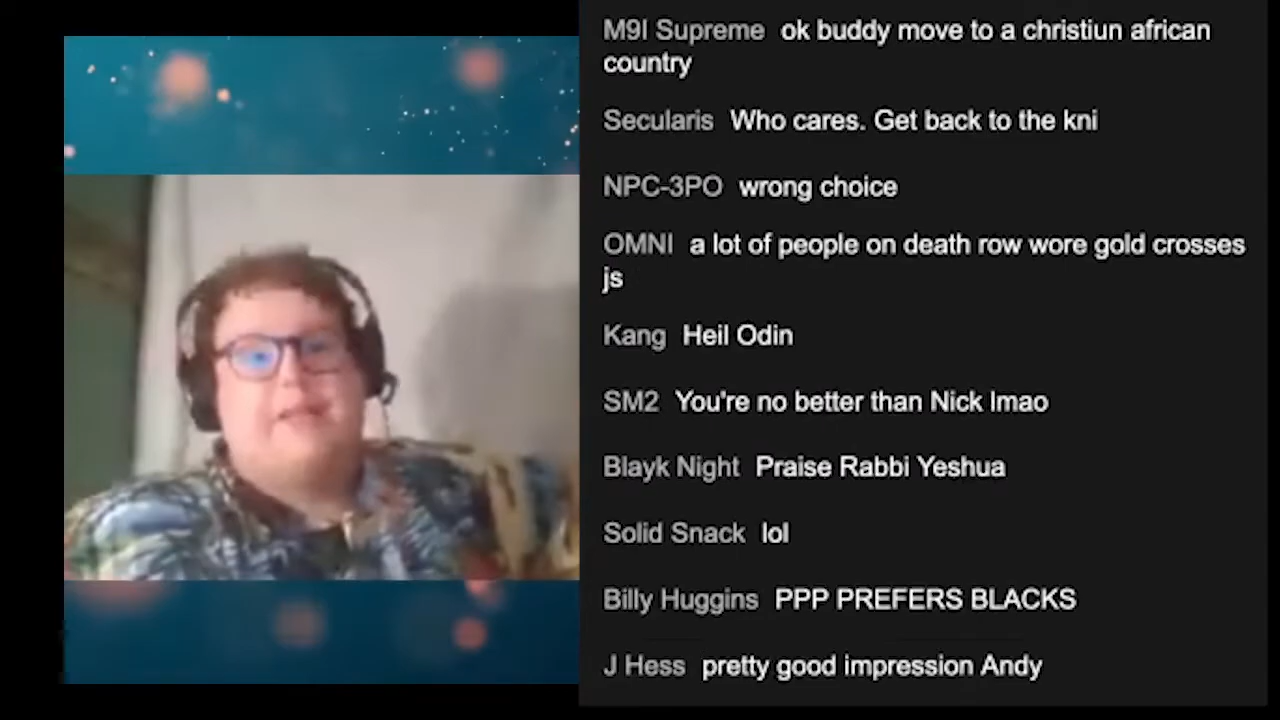 M9I Supreme ok buddy move to a christiun african
country
Secularis Who cares. Get back to the kni
NPC-3PO wrong choice
OMNI a lot of people on death row wore gold crosses
js
Kang Heil Odin
SM2 You're no better than Nick lmao
Blayk Night Praise Rabbi Yeshua
Solid Snack lol
Billy Huggins PPP PREFERS BLACKS
J Hess pretty good impression Andy